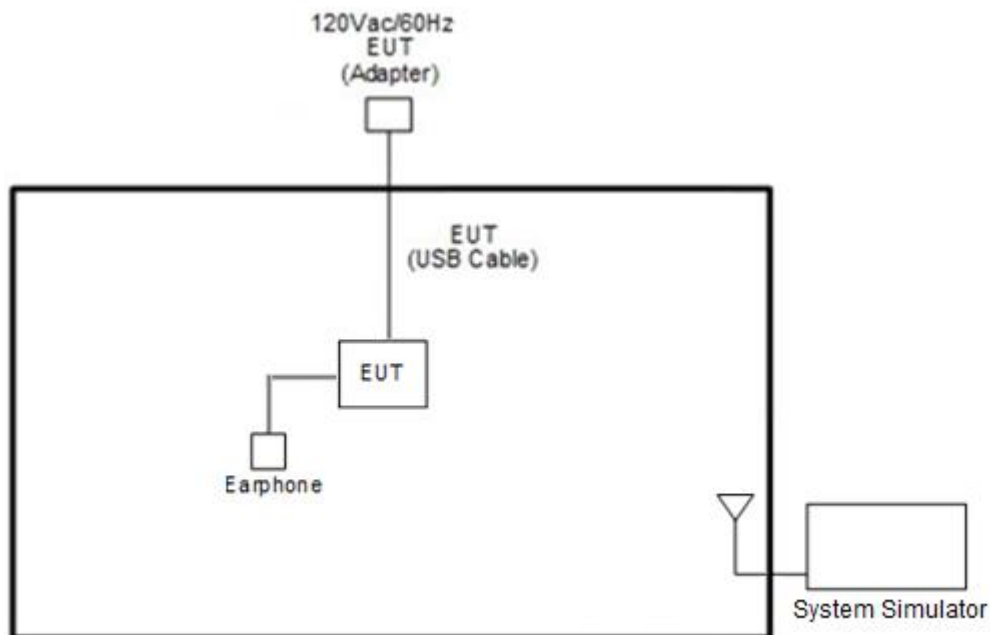 120Vac/60Hz
EUT
(Adapter)
EUT
(USB Cable)
EUT
Earphone
System Simulator